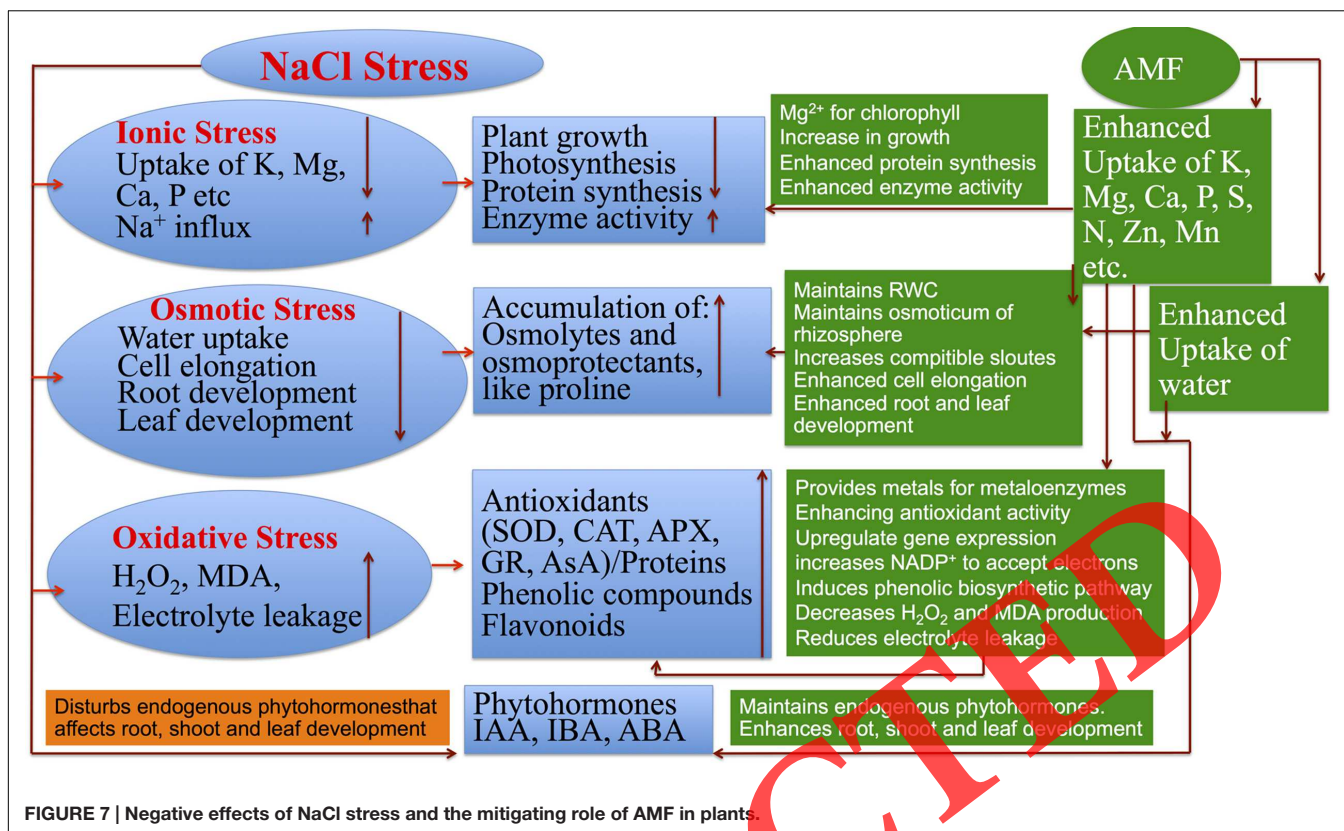 NaCl Stress
AMF
Ionic Stress
Uptake of K, Mg,
Ca, P etc
Na⁺ influx
Plant growth
Photosynthesis
Protein synthesis
Enzyme activity
Mg²⁺ for chlorophyll
Increase in growth
Enhanced protein synthesis
Enhanced enzyme activity
Enhanced
Uptake of K,
Mg, Ca, P, S,
N, Zn, Mn
etc.
Osmotic Stress
Water uptake
Cell elongation
Root development
Leaf development
Accumulation of:
Osmolytes and
osmoprotectants,
like proline
Maintains RWC
Maintains osmoticum of
rhizosphere
Increases compitible sloutes
Enhanced cell elongation
Enhanced root and leaf
development
Enhanced
Uptake of
water
Oxidative Stress
H₂O₂, MDA,
Electrolyte leakage
Antioxidants
(SOD, CAT, APX,
GR, AsA)/Proteins
Phenolic compounds
Flavonoids
Provides metals for metaloenzymes
Enhancing antioxidant activity
Upregulate gene expression
increases NADP⁺ to accept electrons
Induces phenolic biosynthetic pathway
Decreases H₂O₂ and MDA production
Reduces electrolyte leakage
Disturbs endogenous phytohormonesthat
affects root, shoot and leaf development
Phytohormones
IAA, IBA, ABA
Maintains endogenous phytohormones.
Enhances root, shoot and leaf development
CTED
FIGURE 7 | Negative effects of NaCl stress and the mitigating role of AMF in plants.